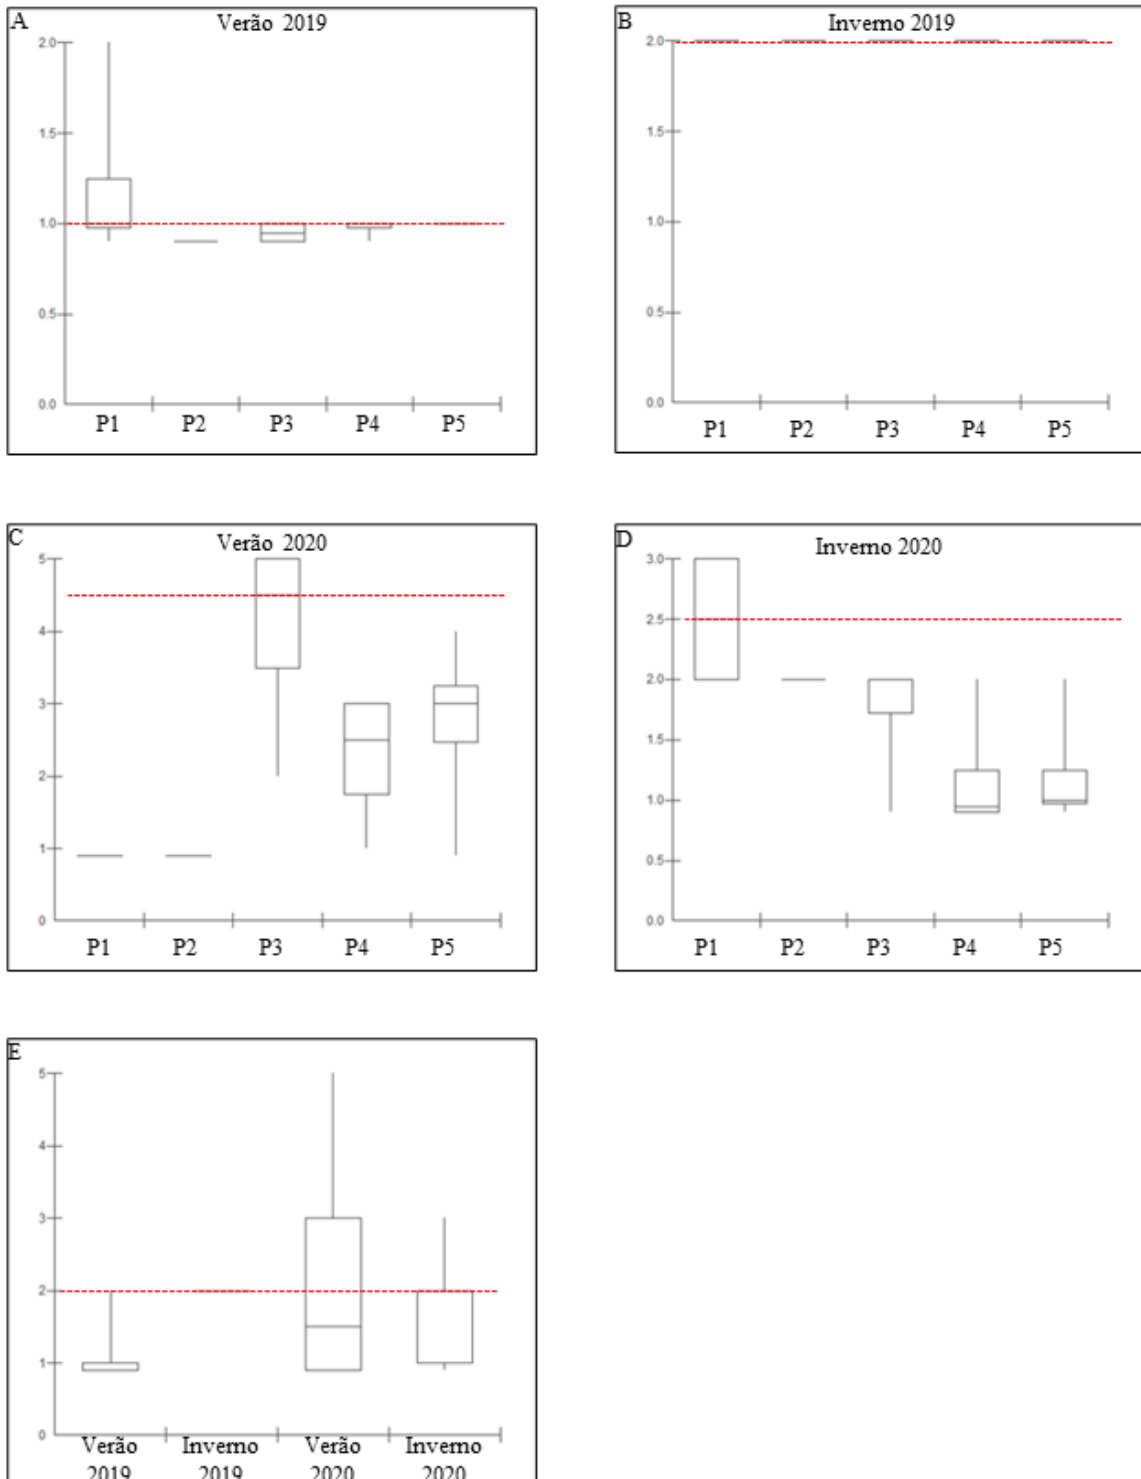 A
Verão 2019
2.0
1.5
1.0
0.5
0.0
P1 P2 P3 P4 P5
B
Inverno 2019
2.0
1.5
1.0
0.5
0.0
P1 P2 P3 P4 P5
C
Verão 2020
5
4
3
2
1
0
P1 P2 P3 P4 P5
D
Inverno 2020
3.0
2.5
2.0
1.5
1.0
0.5
0.0
P1 P2 P3 P4 P5
E
5
4
3
2
1
0
Verão Inverno Verão Inverno
2019 2019 2020 2020